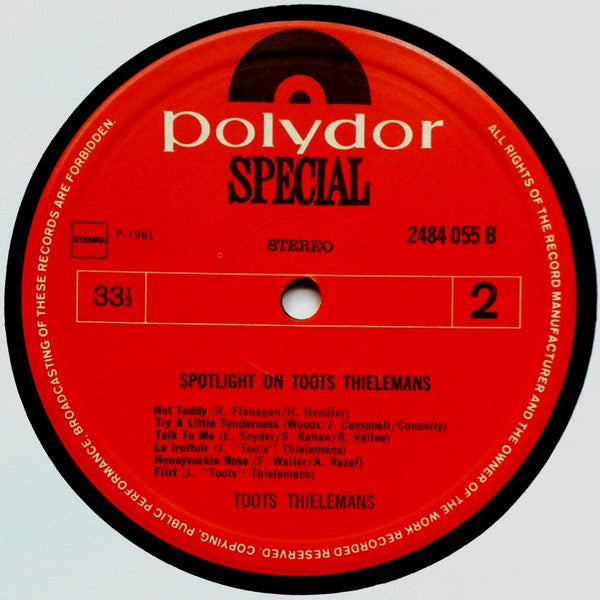 polydor
SPECIAL
STEMRA
P-1961
STEREO
2484 055 B
33⅓
2
SPOTLIGHT ON TOOTS THIELEMANS
Hot Toddy (R. Flanagan/H. Hendler)
Try A Little Tenderness (Woods/J. Campbell/Connelly)
Talk To Me (E. Snyder/S. Kahan/R. Vallee)
Le trottoir (J. "Toots" Thielemans)
Honeysuckle Rose (F. Waller/A. Razaf)
Flirt (J. "Toots" Thielemans)
TOOTS THIELEMANS
ALL RIGHTS OF THE RECORD MANUFACTURER AND THE OWNER OF THE WORK RECORDED RESERVED. COPYING, PUBLIC PERFORMANCE, BROADCASTING OF THESE RECORDS ARE FORBIDDEN.